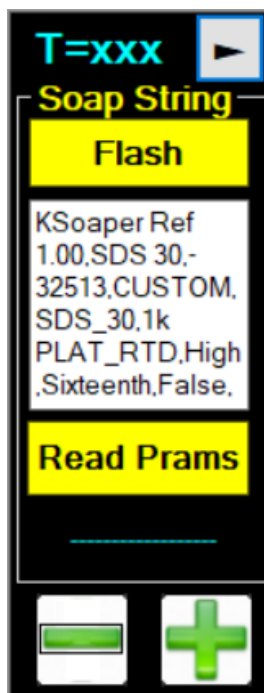 T=xxx
Soap String
Flash
KSoaper Ref
1.00,SDS 30,-
32513,CUSTOM,
SDS_30,1k
PLAT_RTD,High
,Sixteenth,False,
Read Prams